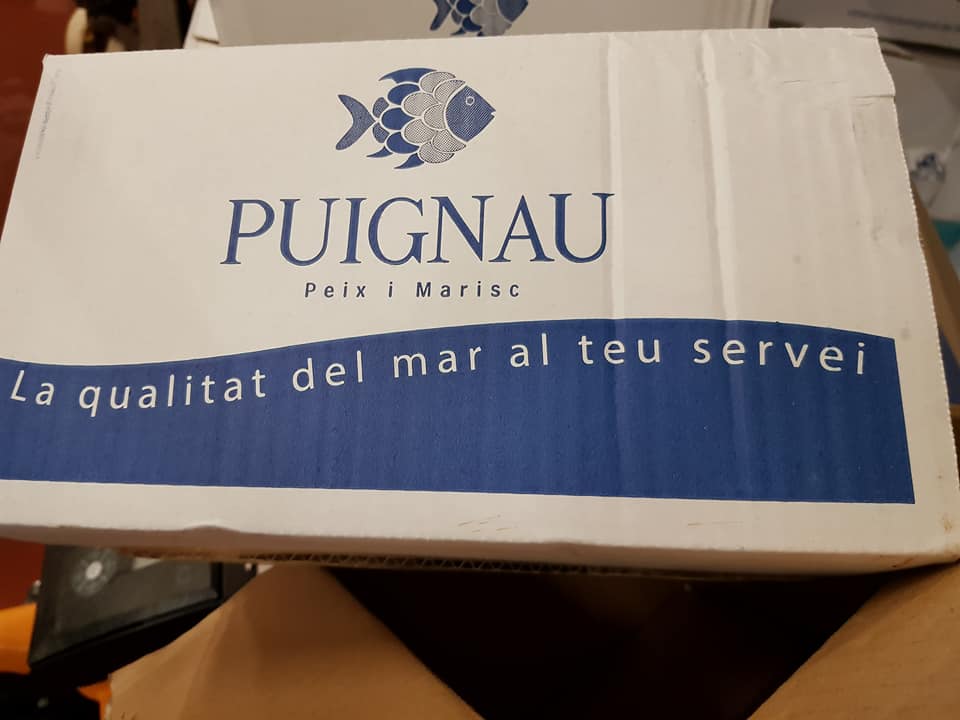 PUIGNAU
Peix i Marisc
La qualitat del mar al teu servei